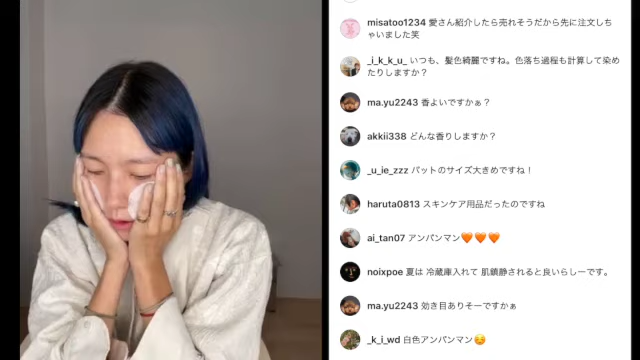 misatoo1234 愛さん紹介したら売れそうだから先に注文しち
ゃいました笑
_i_k_k_u_ いつも、髪色綺麗ですね。色落ち過程も計算して染め
たりしますか？
ma.yu2243 香よいですかぁ？
akkii338 どんな香りしますか？
_u_ie_zzz パットのサイズ大きめですね！
haruta0813 スキンケア用品だったのですね
ai_tan07 アンパンマン🧡🧡🧡
noixpoe 夏は 冷蔵庫入れて 肌鎮静されると良いらしーです。
ma.yu2243 効き目ありそーですかぁ
_k_i_wd 白色アンパンマン☺️